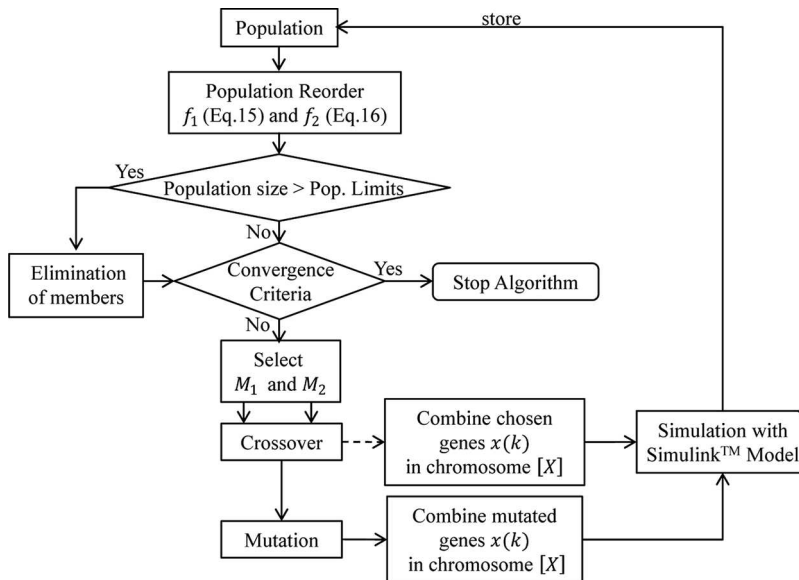 Population
store
Population Reorder
f₁ (Eq.15) and f₂ (Eq.16)
Yes
Population size > Pop. Limits
No
Elimination
of members
Convergence
Criteria
Yes
Stop Algorithm
No
Select
M₁ and M₂
Crossover
Combine chosen
genes x(k)
in chromosome [X]
Simulation with
Simulink™ Model
Mutation
Combine mutated
genes x(k)
in chromosome [X]